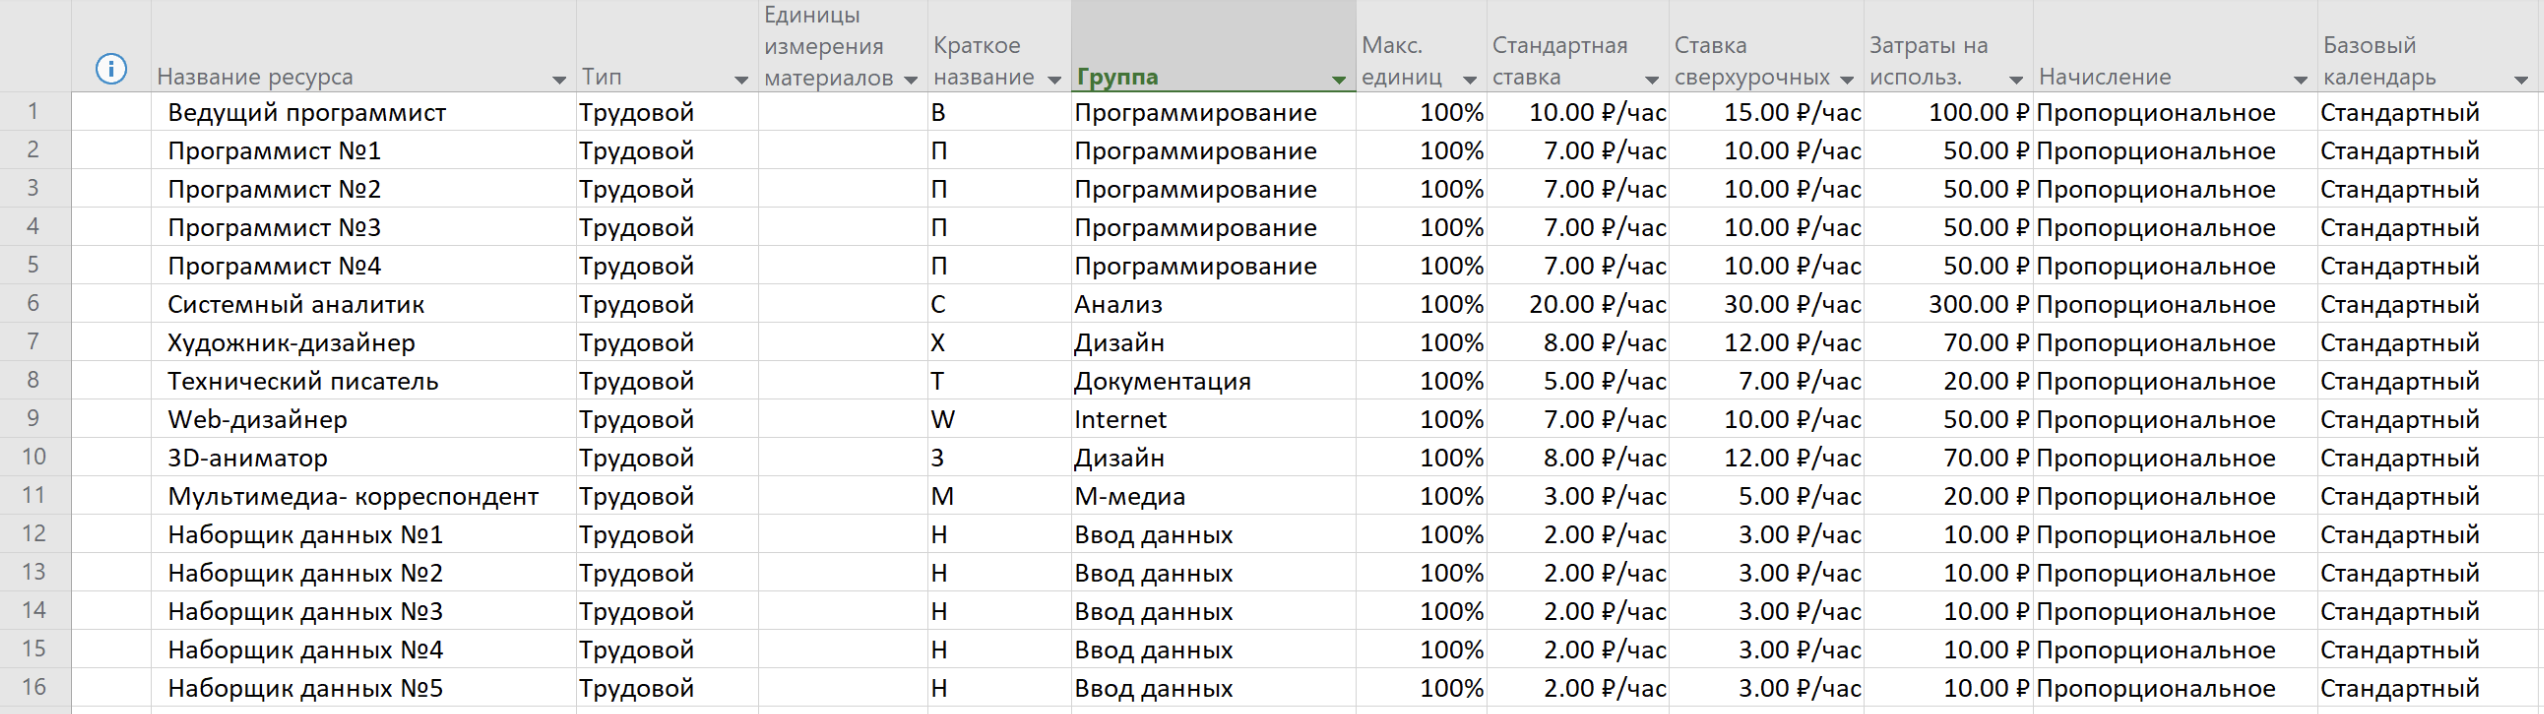 Название ресурса Тип Единицы измерения материалов Краткое название Группа Макс. единиц Стандартная ставка Ставка сверхурочных Затраты на использ. Начисление Базовый календарь
1 Ведущий программист Трудовой В Программирование 100% 10.00 ₽/час 15.00 ₽/час 100.00 ₽ Пропорциональное Стандартный
2 Программист №1 Трудовой П Программирование 100% 7.00 ₽/час 10.00 ₽/час 50.00 ₽ Пропорциональное Стандартный
3 Программист №2 Трудовой П Программирование 100% 7.00 ₽/час 10.00 ₽/час 50.00 ₽ Пропорциональное Стандартный
4 Программист №3 Трудовой П Программирование 100% 7.00 ₽/час 10.00 ₽/час 50.00 ₽ Пропорциональное Стандартный
5 Программист №4 Трудовой П Программирование 100% 7.00 ₽/час 10.00 ₽/час 50.00 ₽ Пропорциональное Стандартный
6 Системный аналитик Трудовой С Анализ 100% 20.00 ₽/час 30.00 ₽/час 300.00 ₽ Пропорциональное Стандартный
7 Художник-дизайнер Трудовой Х Дизайн 100% 8.00 ₽/час 12.00 ₽/час 70.00 ₽ Пропорциональное Стандартный
8 Технический писатель Трудовой Т Документация 100% 5.00 ₽/час 7.00 ₽/час 20.00 ₽ Пропорциональное Стандартный
9 Web-дизайнер Трудовой W Internet 100% 7.00 ₽/час 10.00 ₽/час 50.00 ₽ Пропорциональное Стандартный
10 3D-аниматор Трудовой 3 Дизайн 100% 8.00 ₽/час 12.00 ₽/час 70.00 ₽ Пропорциональное Стандартный
11 Мультимедиа- корреспондент Трудовой М М-медиа 100% 3.00 ₽/час 5.00 ₽/час 20.00 ₽ Пропорциональное Стандартный
12 Наборщик данных №1 Трудовой Н Ввод данных 100% 2.00 ₽/час 3.00 ₽/час 10.00 ₽ Пропорциональное Стандартный
13 Наборщик данных №2 Трудовой Н Ввод данных 100% 2.00 ₽/час 3.00 ₽/час 10.00 ₽ Пропорциональное Стандартный
14 Наборщик данных №3 Трудовой Н Ввод данных 100% 2.00 ₽/час 3.00 ₽/час 10.00 ₽ Пропорциональное Стандартный
15 Наборщик данных №4 Трудовой Н Ввод данных 100% 2.00 ₽/час 3.00 ₽/час 10.00 ₽ Пропорциональное Стандартный
16 Наборщик данных №5 Трудовой Н Ввод данных 100% 2.00 ₽/час 3.00 ₽/час 10.00 ₽ Пропорциональное Стандартный